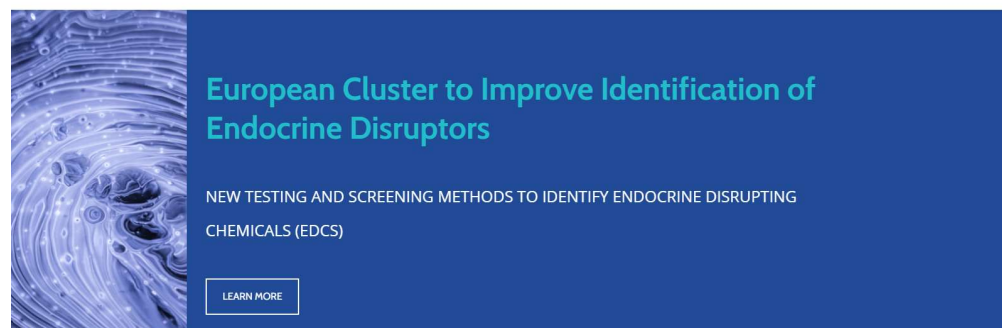 European Cluster to Improve Identification of
Endocrine Disruptors
NEW TESTING AND SCREENING METHODS TO IDENTIFY ENDOCRINE DISRUPTING
CHEMICALS (EDCS)
LEARN MORE